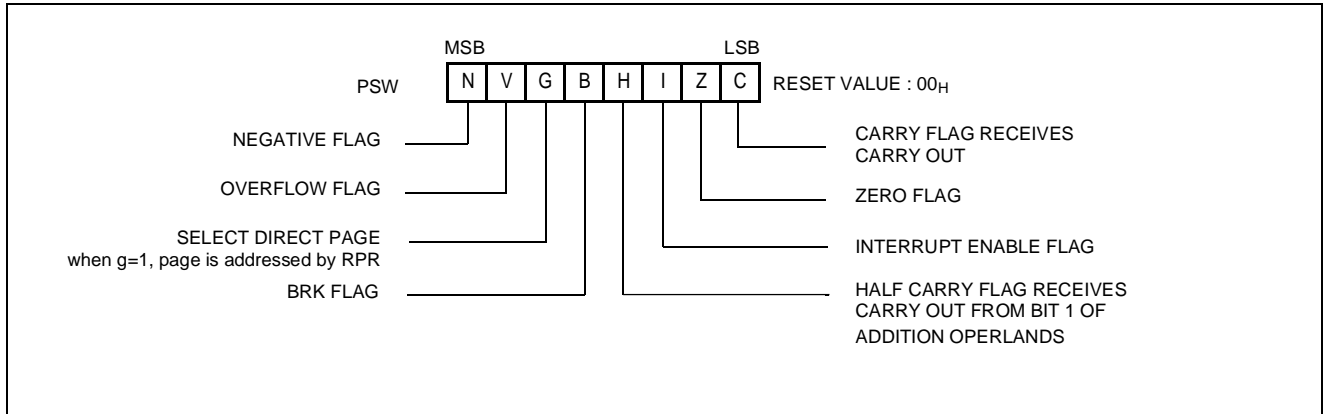 MSB LSB
PSW N V G B H I Z C RESET VALUE : 00H
NEGATIVE FLAG
OVERFLOW FLAG
SELECT DIRECT PAGE
when g=1, page is addressed by RPR
BRK FLAG
CARRY FLAG RECEIVES
CARRY OUT
ZERO FLAG
INTERRUPT ENABLE FLAG
HALF CARRY FLAG RECEIVES
CARRY OUT FROM BIT 1 OF
ADDITION OPERLANDS